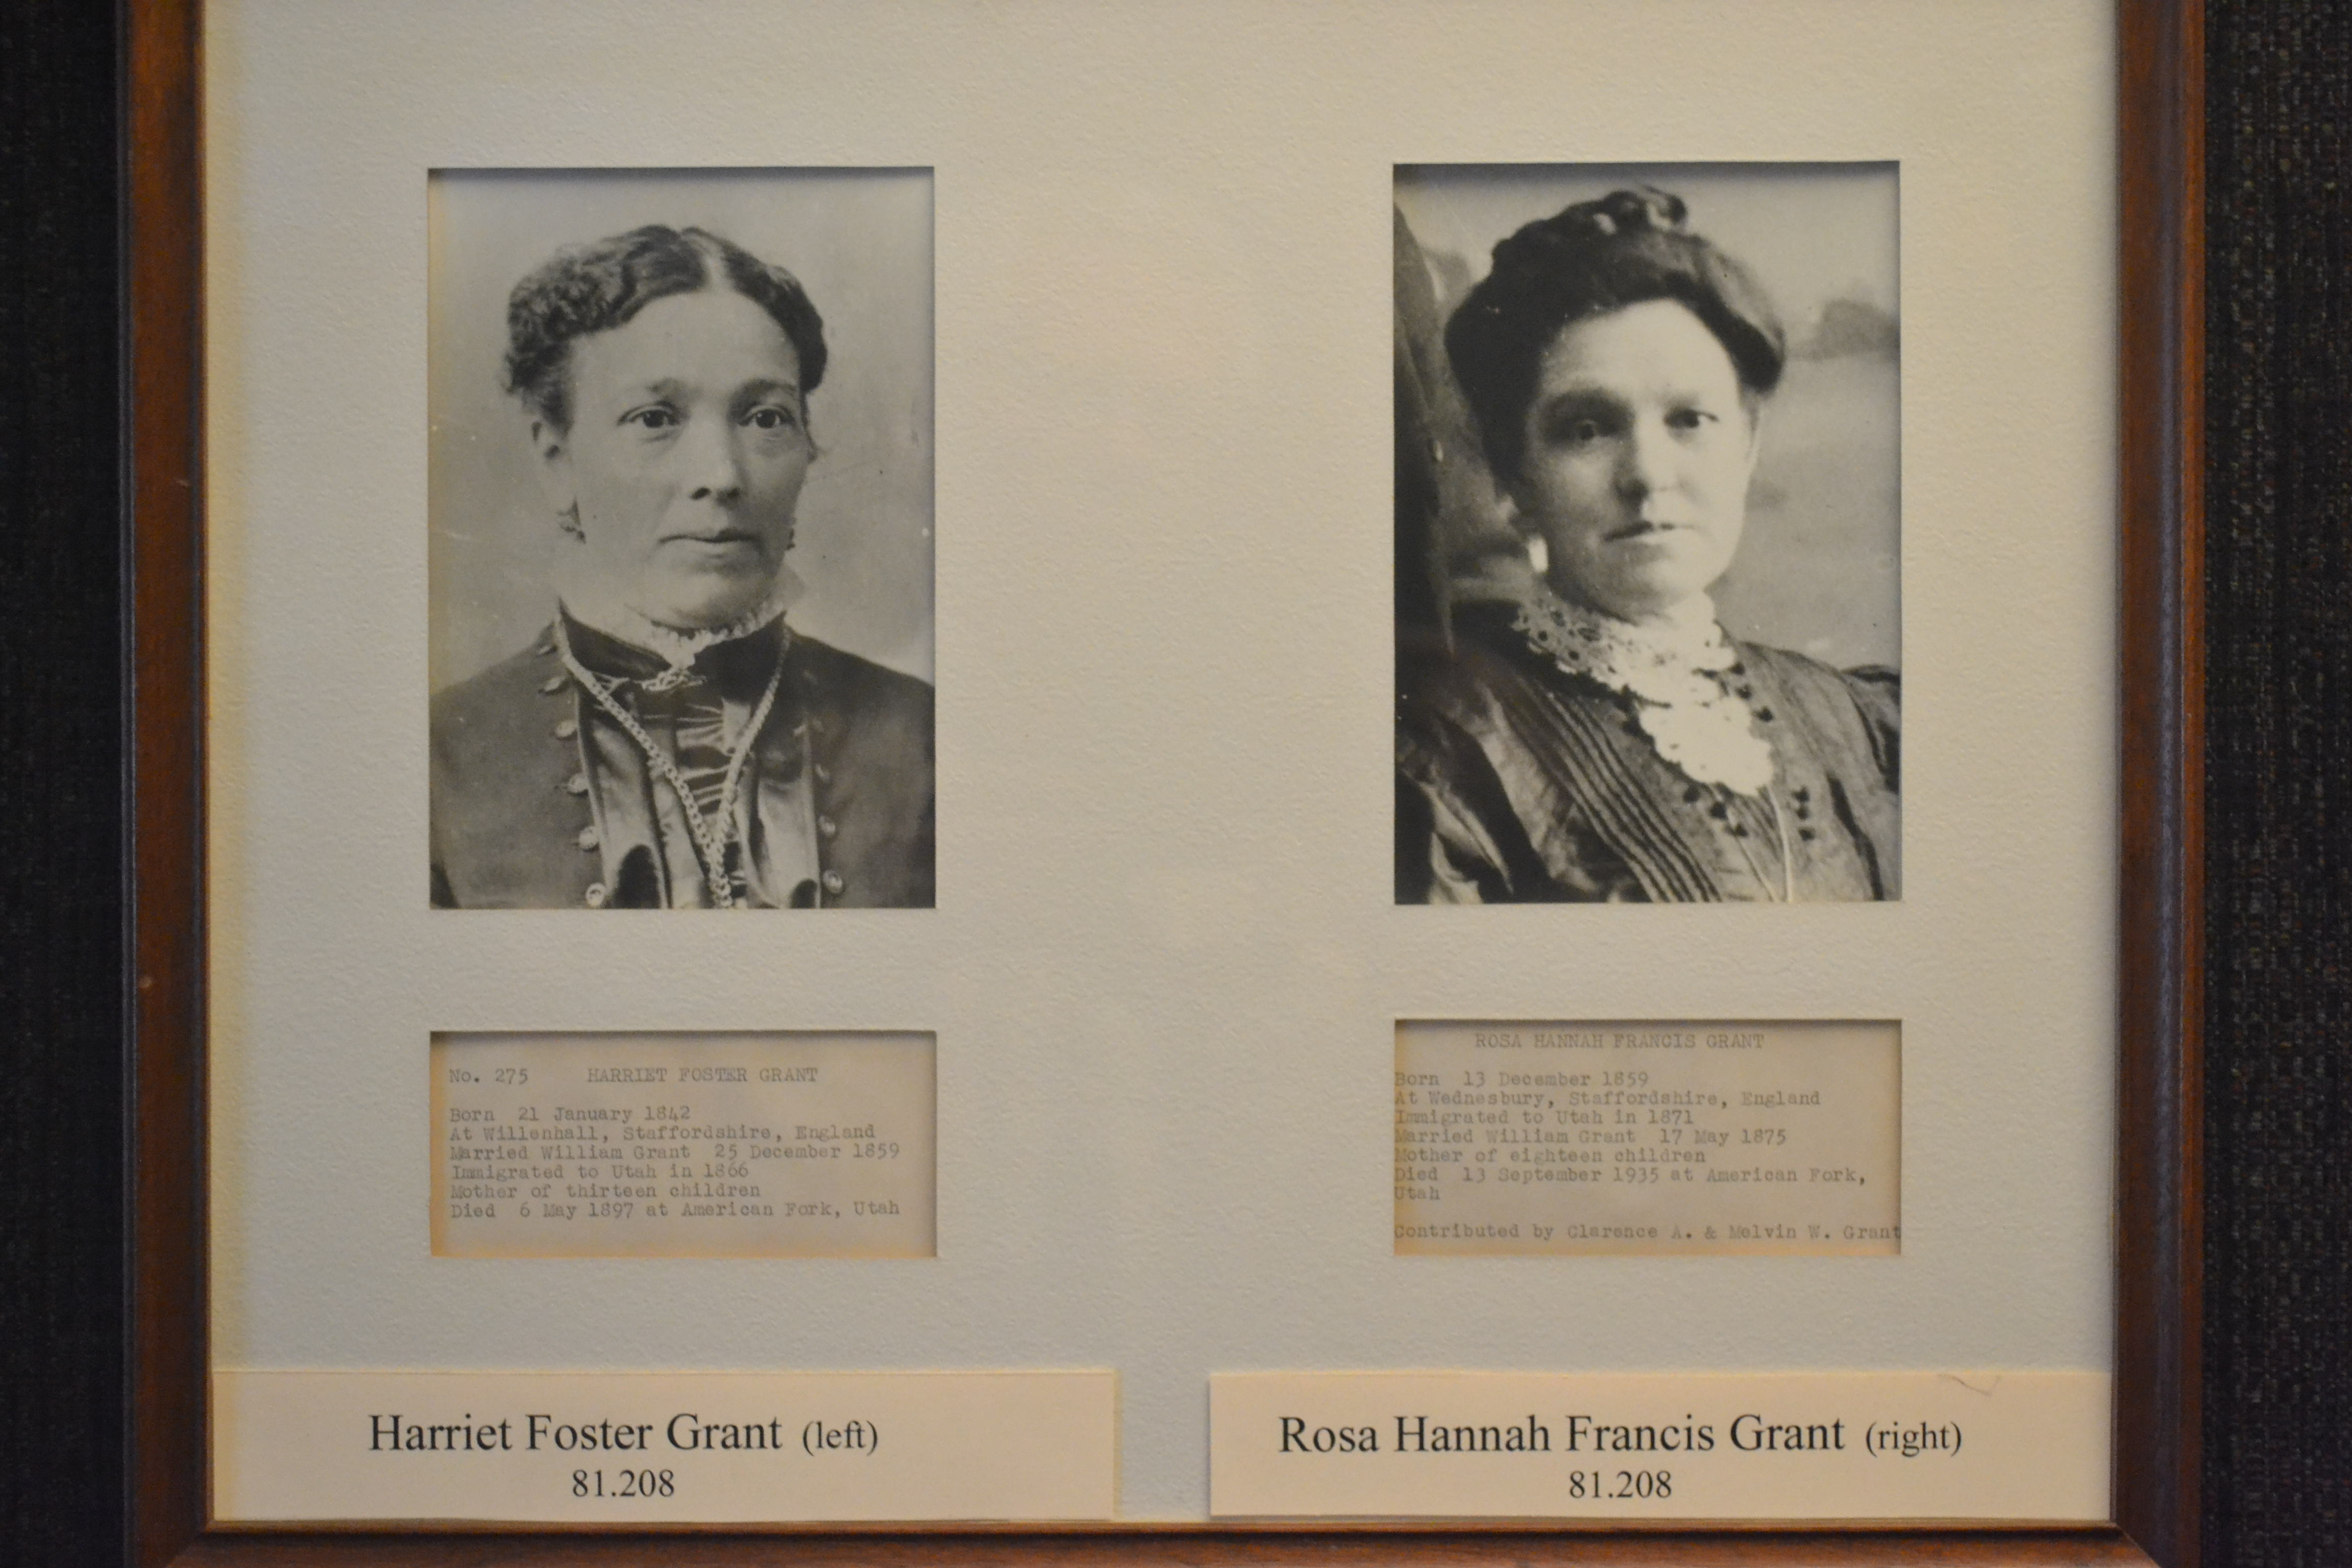 No. 275 HARRIET FOSTER GRANT
Born 21 January 1842
At Willenhall, Staffordshire, England
Married William Grant 25 December 1859
Immigrated to Utah in 1866
Mother of thirteen children
Died 6 May 1897 at American Fork, Utah
ROSA HANNAH FRANCIS GRANT
Born 13 December 1859
At Wednesbury, Staffordshire, England
Immigrated to Utah in 1871
Married William Grant 17 May 1875
Mother of eighteen children
Died 13 September 1935 at American Fork,
Utah
Contributed by Clarence A. & Melvin W. Grant
Harriet Foster Grant (left)
81.208
Rosa Hannah Francis Grant (right)
81.208